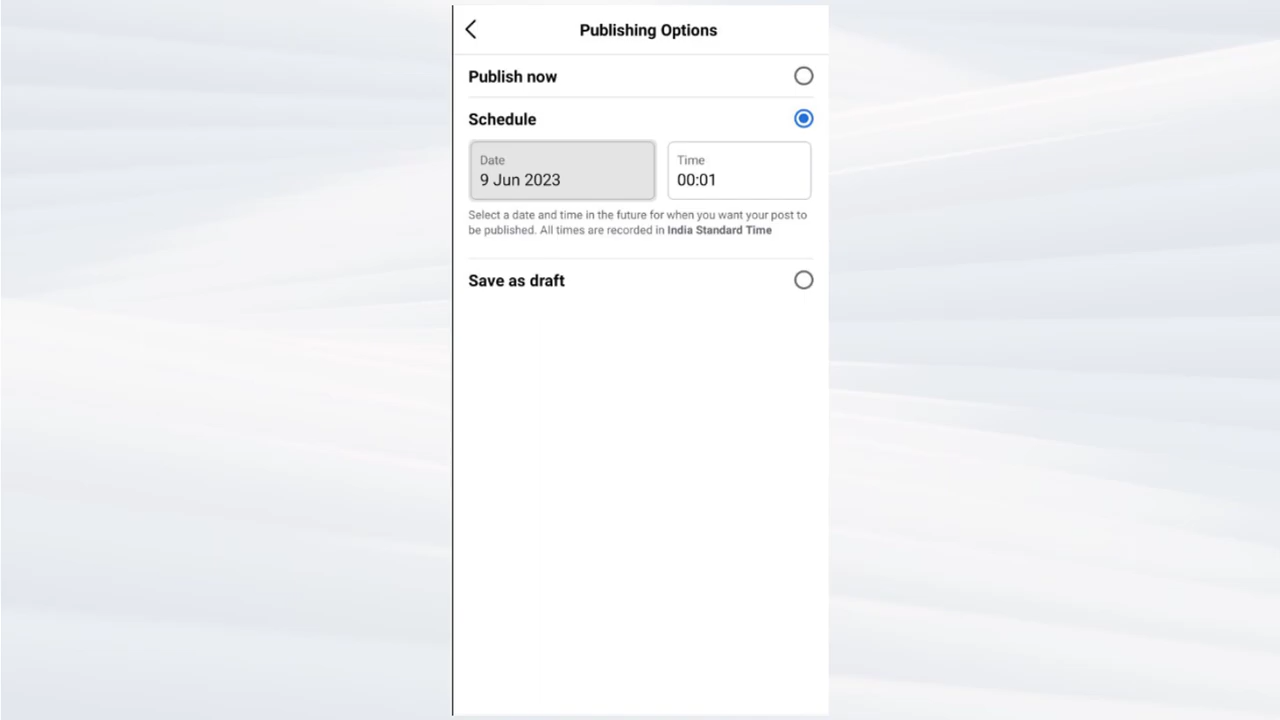 Publishing Options
Publish now
Schedule
Date
9 Jun 2023
Time
00:01
Select a date and time in the future for when you want your post to
be published. All times are recorded in India Standard Time
Save as draft